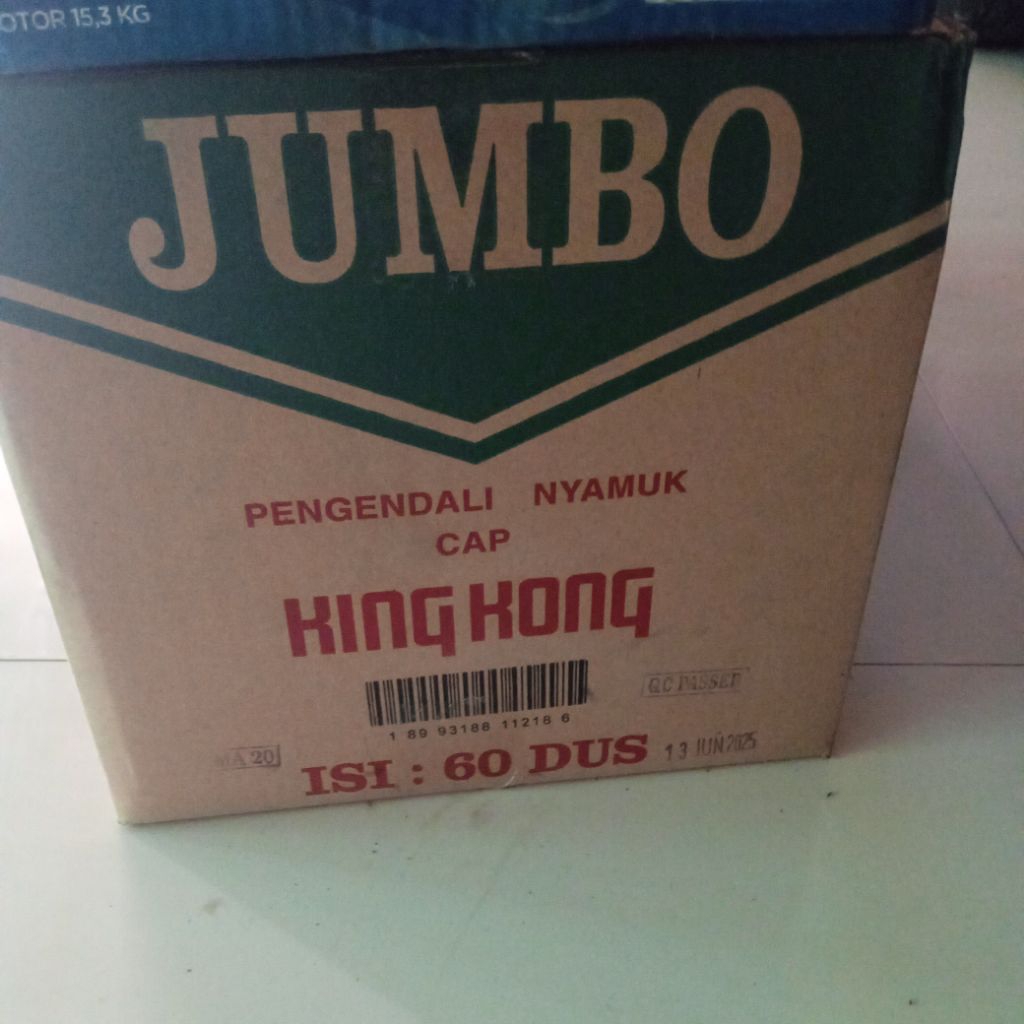 OTOR 15,3 KG
JUMBO
PENGENDALI NYAMUK
CAP
KING KONG
1 89 93188 11218 6
QC PASSED
20
ISI : 60 DUS
13 JUN 2025